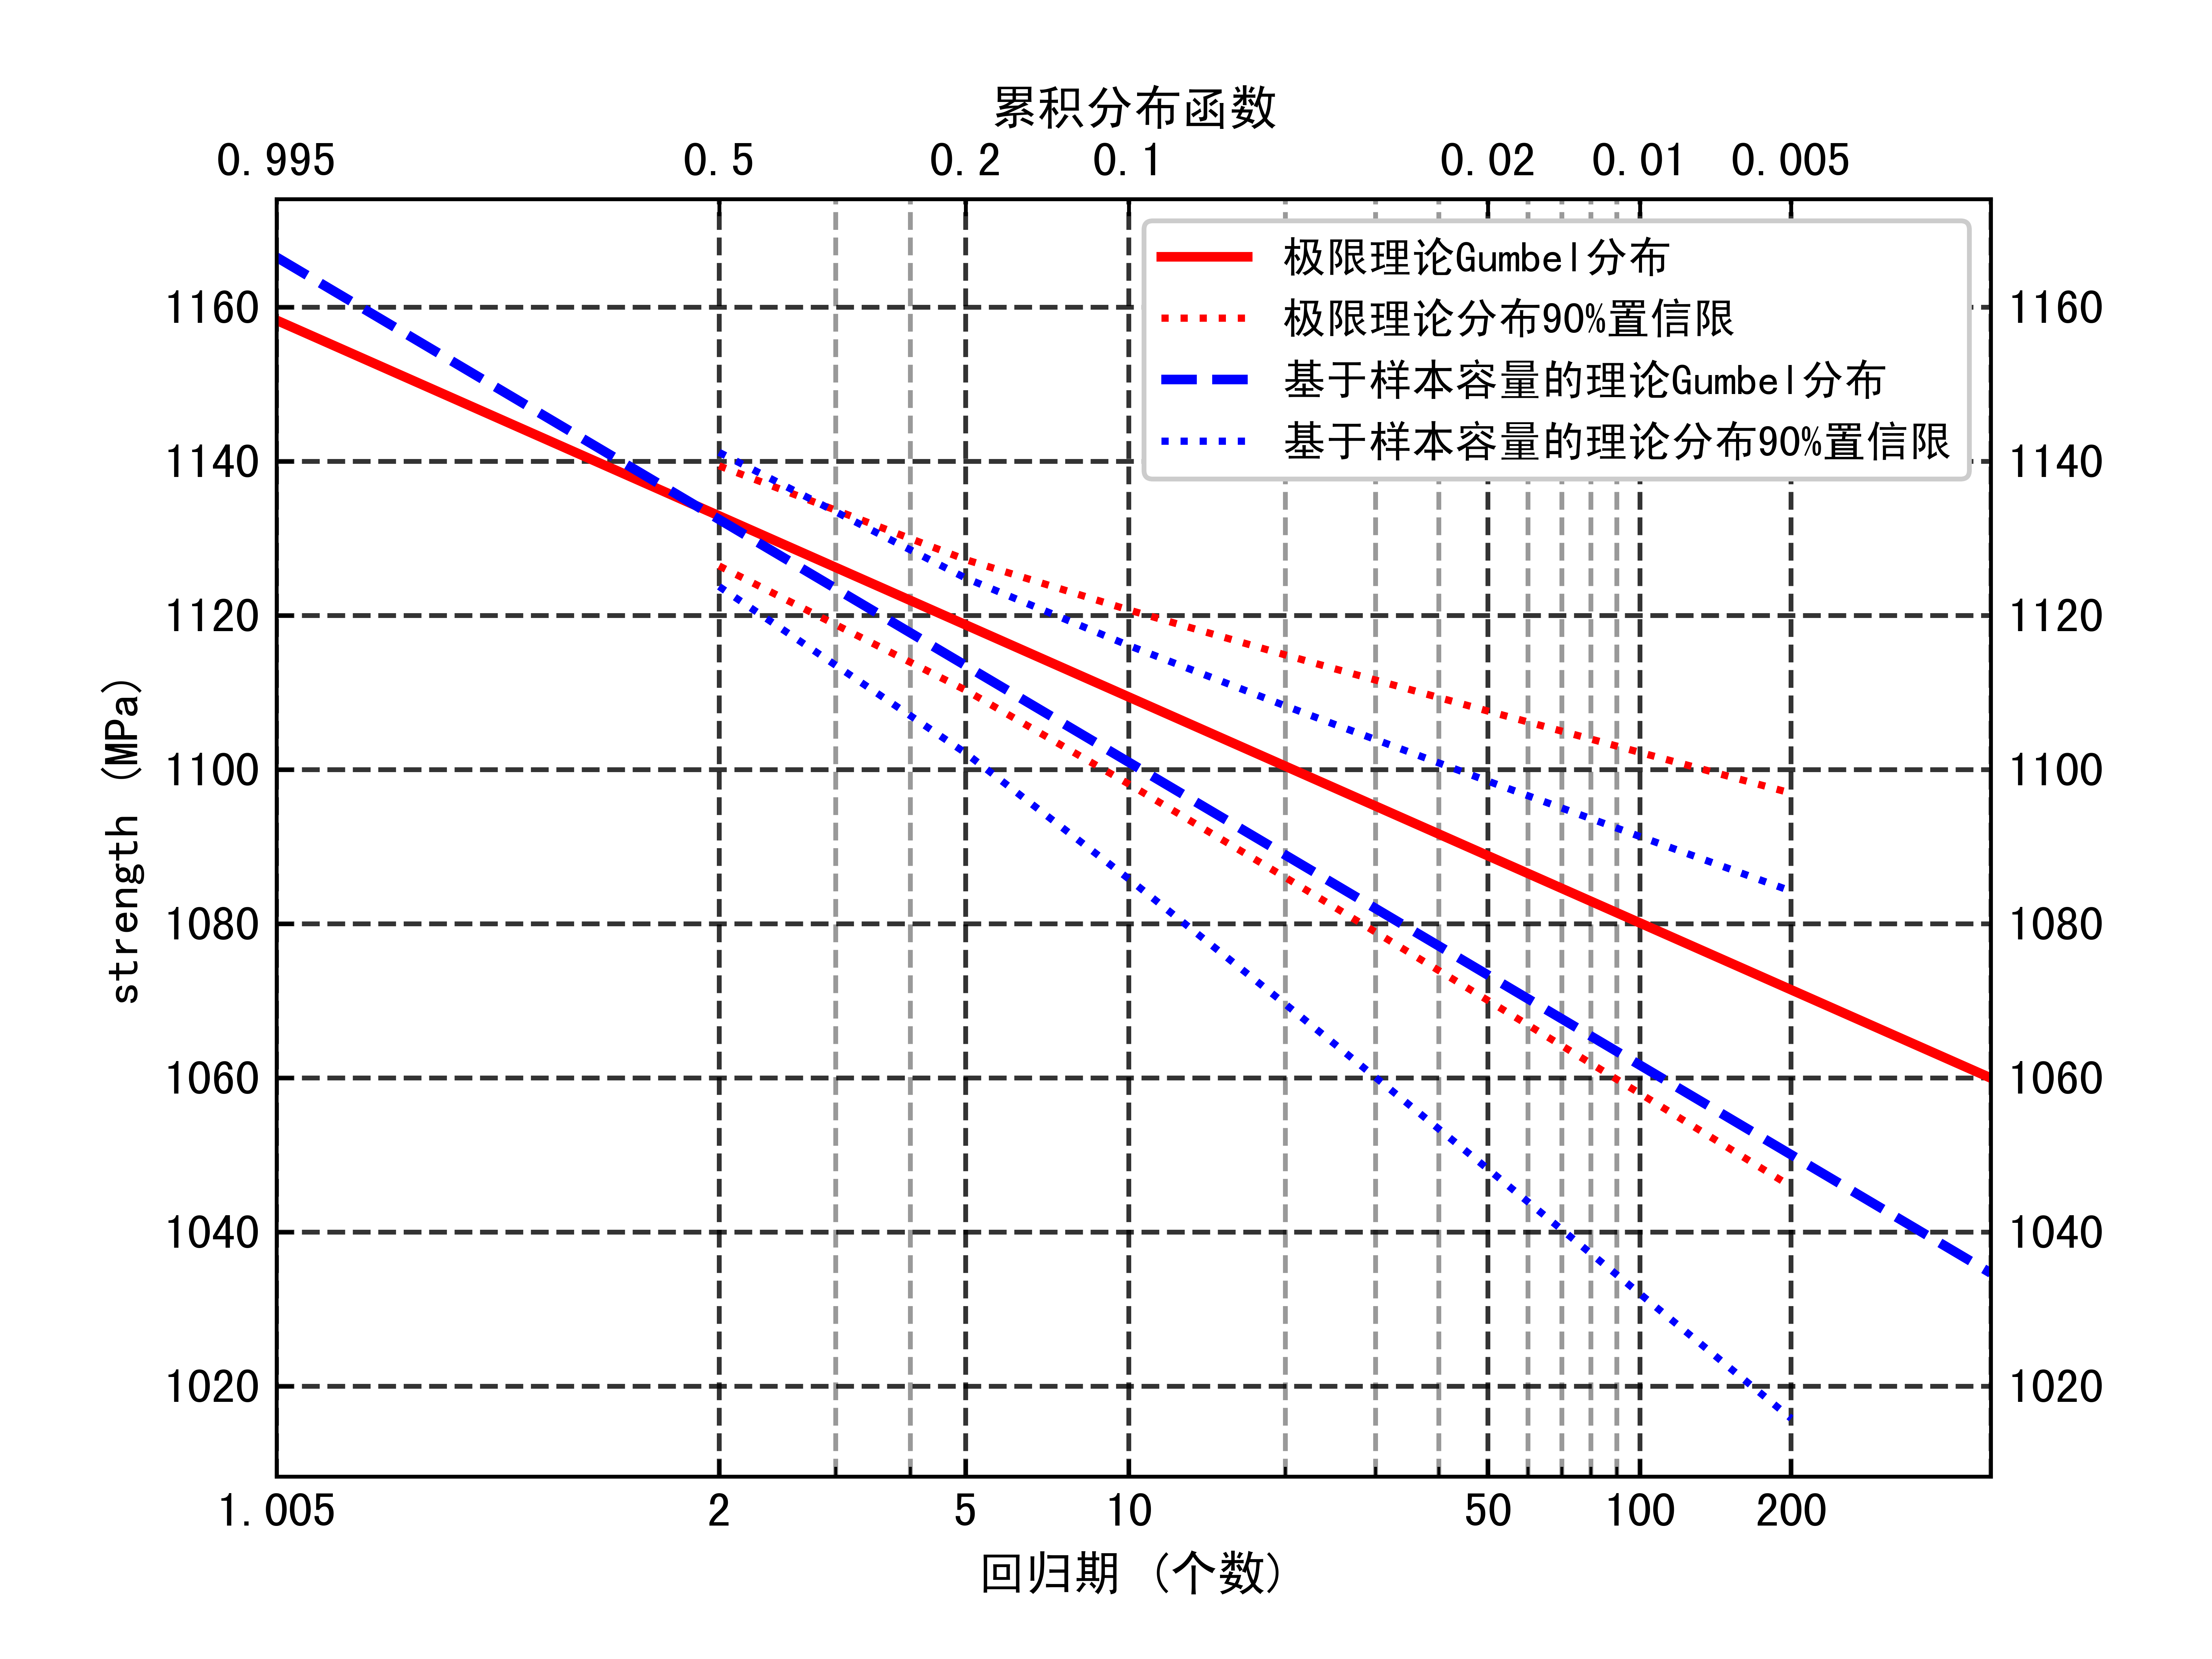 累积分布函数
0.995 0.5 0.2 0.1 0.02 0.01 0.005
极限理论Gumbel分布
极限理论分布90%置信限
基于样本容量的理论Gumbel分布
基于样本容量的理论分布90%置信限
strength (MPa)
1160 1160
1140 1140
1120 1120
1100 1100
1080 1080
1060 1060
1040 1040
1020 1020
1.005 2 5 10 50 100 200
回归期 (个数)